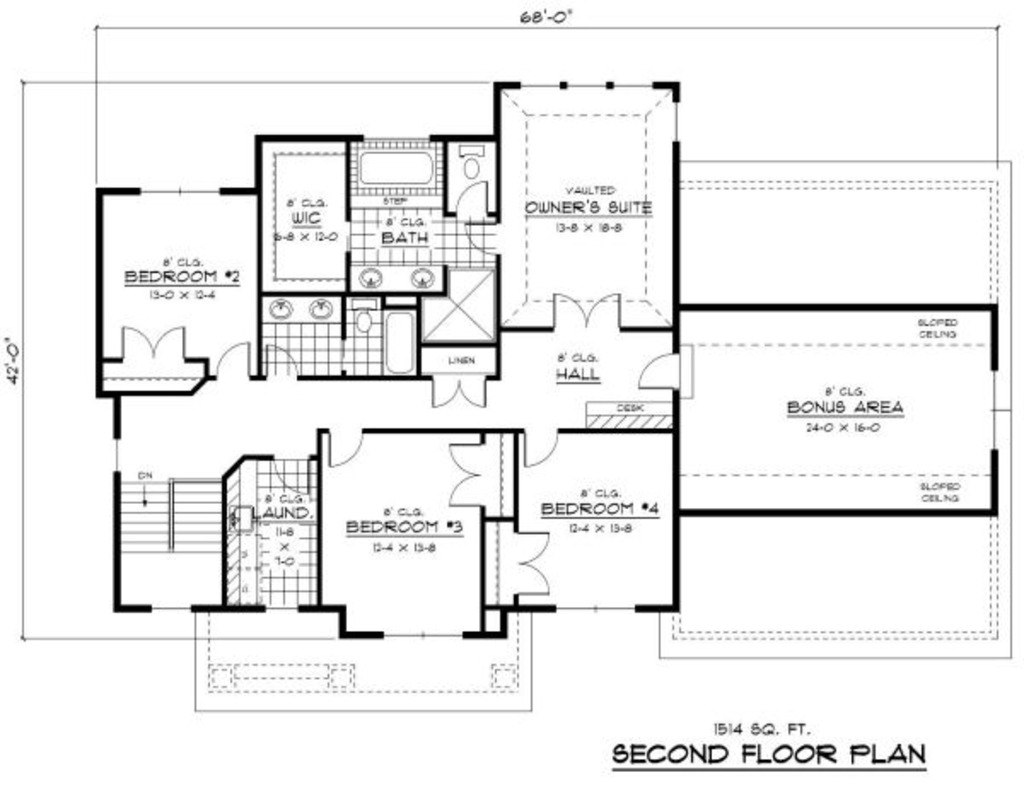 68'-0"
42'-0"
VAULTED
OWNER'S SUITE
13-8 X 18-8
8' CLG.
WIC
6-8 X 12-0
STEP
8' CLG.
BATH
8' CLG.
BEDROOM #2
13-0 X 12-4
LINEN
8' CLG.
HALL
DESK
SLOPED
CEILING
8' CLG.
BONUS AREA
24-0 X 16-0
SLOPED
CEILING
DN
8' CLG.
LAUND.
11-8
X
7-0
8' CLG.
BEDROOM #3
12-4 X 13-8
8' CLG.
BEDROOM #4
12-4 X 13-8
1514 SQ. FT.
SECOND FLOOR PLAN